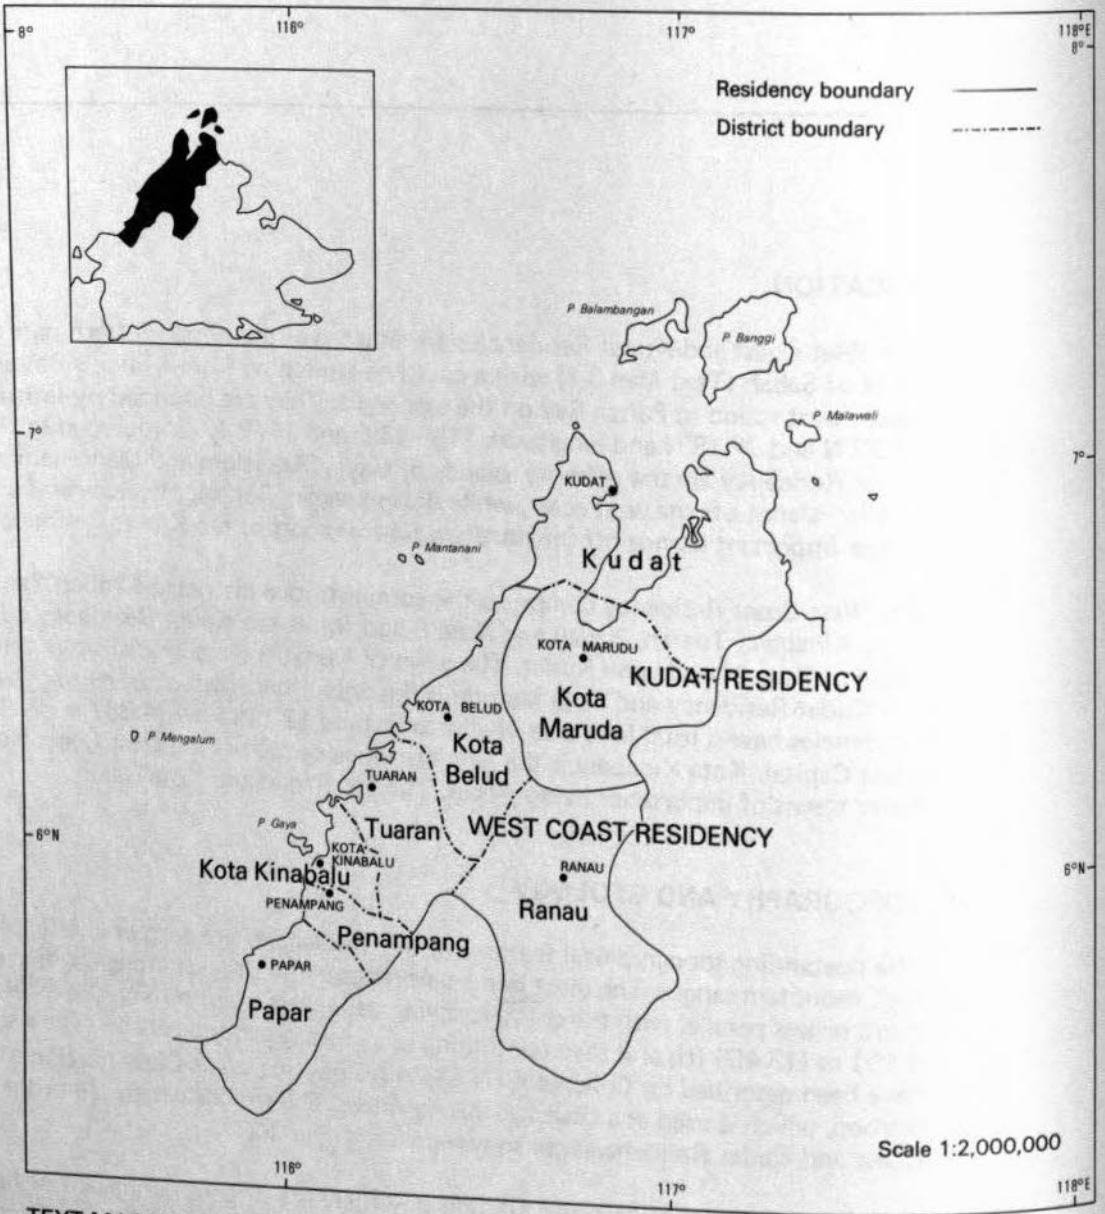 116°
117°
118°E
8°
8°
Residency boundary
District boundary
P Balambangan
P Banggi
P Malaweli
7°
7°
KUDAT
P Mantanani
Kudat
KOTA MARUDU
KUDAT RESIDENCY
Kota
Maruda
KOTA BELUD
Kota
Belud
P Mengalum
TUARAN
Tuaran
WEST COAST RESIDENCY
P Gaya
6°N
6°N
KOTA
KINABALU
Kota Kinabalu
RANAU
Ranau
PENAMPANG
Penampang
PAPAR
Papar
Scale 1:2,000,000
116°
117°
118°E